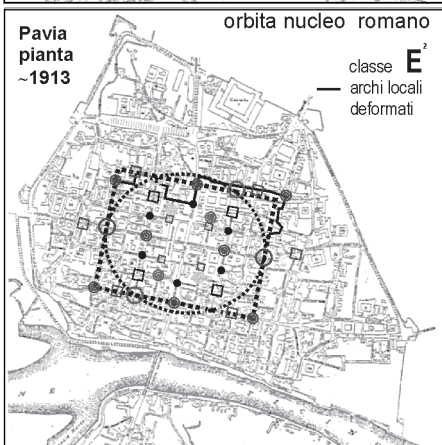 orbita nucleo romano
Pavia
pianta
~1913
classe E²
archi locali
deformati